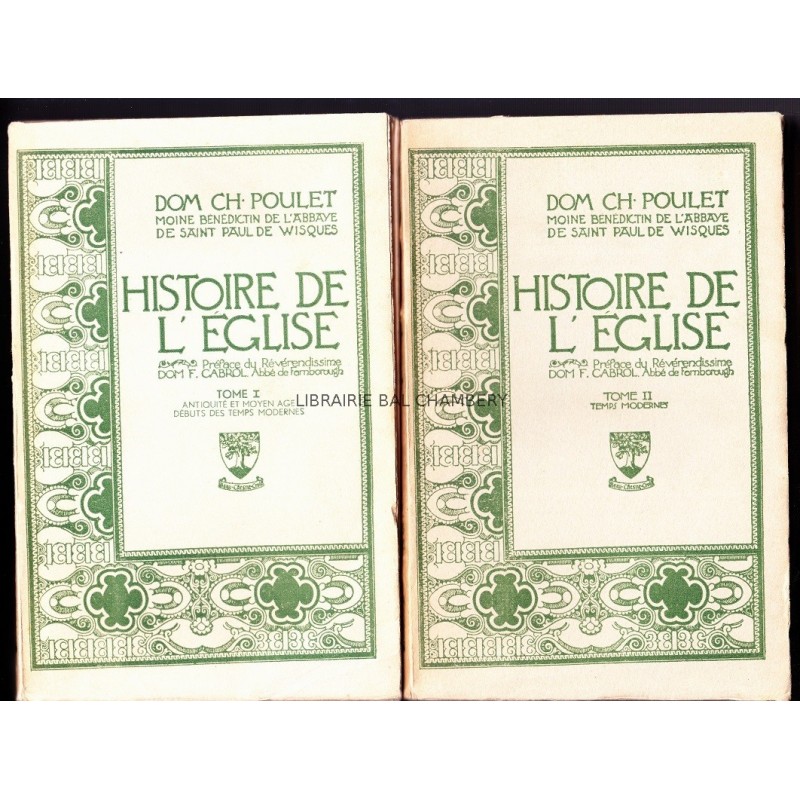 DOM CH· POULET
MOINE BENEDICTIN DE L'ABBAYE
DE SAINT PAUL DE WISQUES
HISTOIRE DE
L'ÉGLISE
Préface du Révérendissime
DOM F. CABROL. Abbé de Farnborough
TOME I
ANTIQUITÉ ET MOYEN AGE
DÉBUTS DES TEMPS MODERNES
DOM CH· POULET
MOINE BENEDICTIN DE L'ABBAYE
DE SAINT PAUL DE WISQUES
HISTOIRE DE
L'ÉGLISE
Préface du Révérendissime
DOM F. CABROL. Abbé de Farnborough
TOME II
TEMPS MODERNES
LIBRAIRIE BAL CHAMBERY